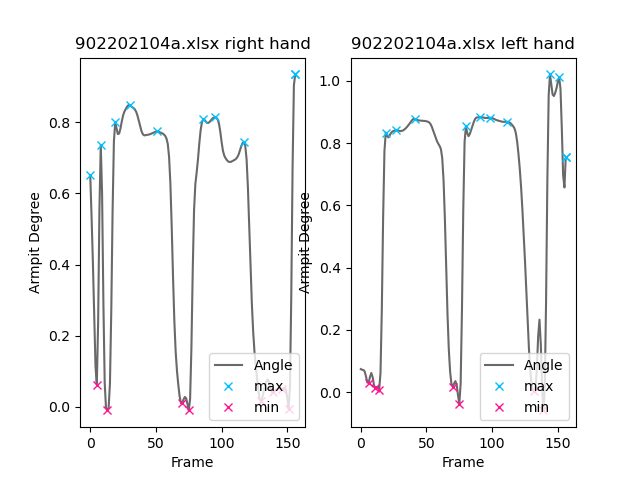 902202104a.xlsx right hand
Armpit Degree
0.8
0.6
0.4
0.2
0.0
0
50
100
150
Frame
Angle
max
min
902202104a.xlsx left hand
Armpit Degree
1.0
0.8
0.6
0.4
0.2
0.0
0
50
100
150
Frame
Angle
max
min